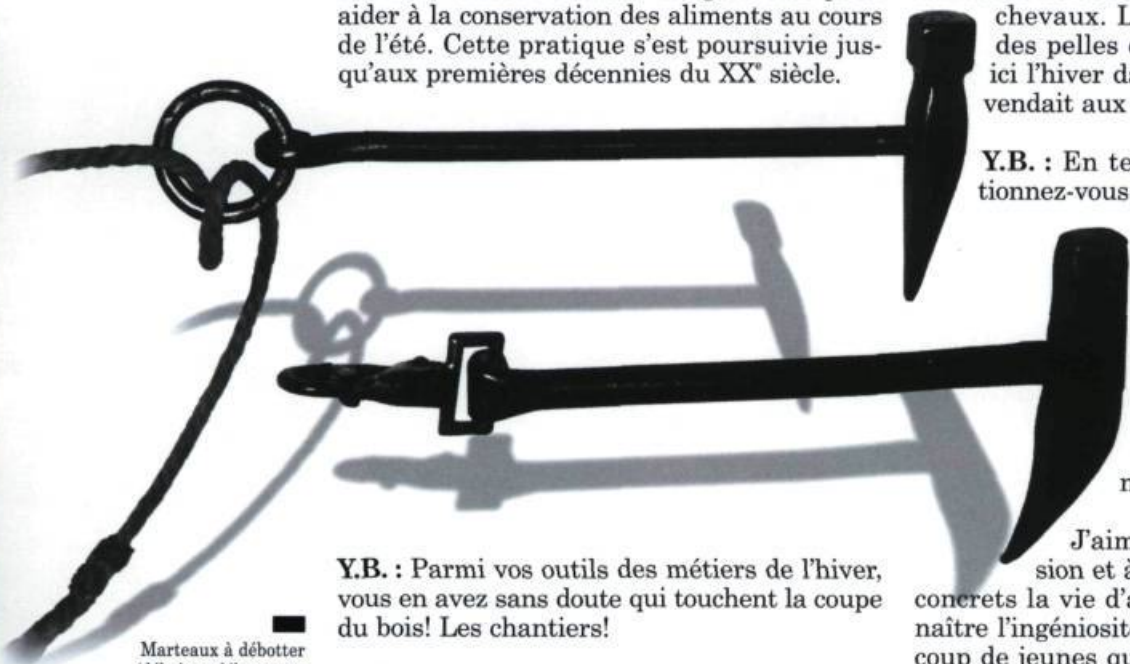 aider à la conservation des aliments au cours
de l'été. Cette pratique s'est poursuivie jus-
qu'aux premières décennies du XXe siècle.
Y.B. : Parmi vos outils des métiers de l'hiver,
vous en avez sans doute qui touchent la coupe
du bois! Les chantiers!
Marteaux à débotter
chevaux. L
des pelles
ici l'hiver d
vendait aux
Y.B. : En te
tionnez-vous
J'aim
sion et à
concrets la vie d'a
naître l'ingéniosit
coup de jeunes qu